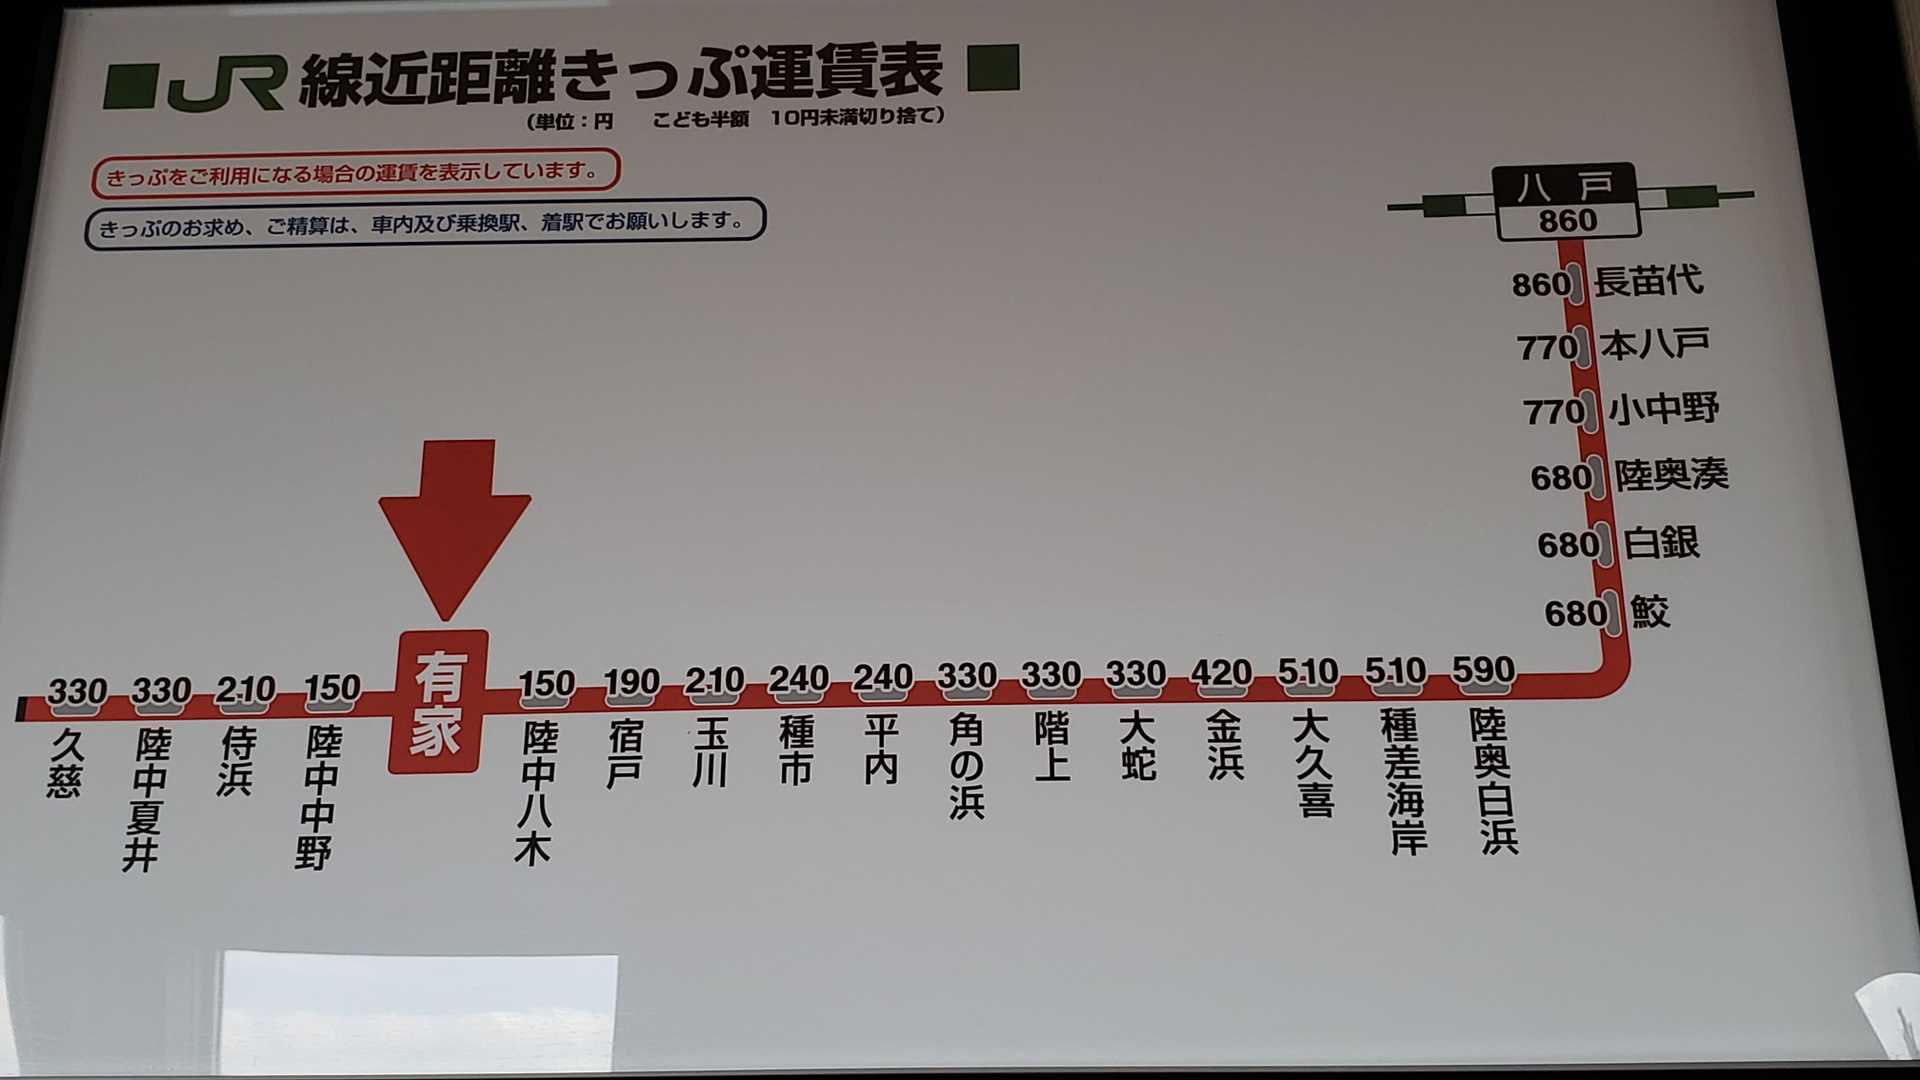 ■JR線近距離きっぷ運賃表■
(単位:円 こども半額 10円未満切り捨て)
きっぷをご利用になる場合の運賃を表示しています。
きっぷのお求め、ご精算は、車内及び乗換駅、着駅でお願いします。
八戸
860
860 長苗代
770 本八戸
770 小中野
680 陸奥湊
680 白銀
680 鮫
330 久慈
330 陸中夏井
210 侍浜
150 陸中中野
有家
150 陸中八木
190 宿戸
210 玉川
240 種市
240 平内
330 角の浜
330 階上
330 大蛇
420 金浜
510 大久喜
510 種差海岸
590 陸奥白浜